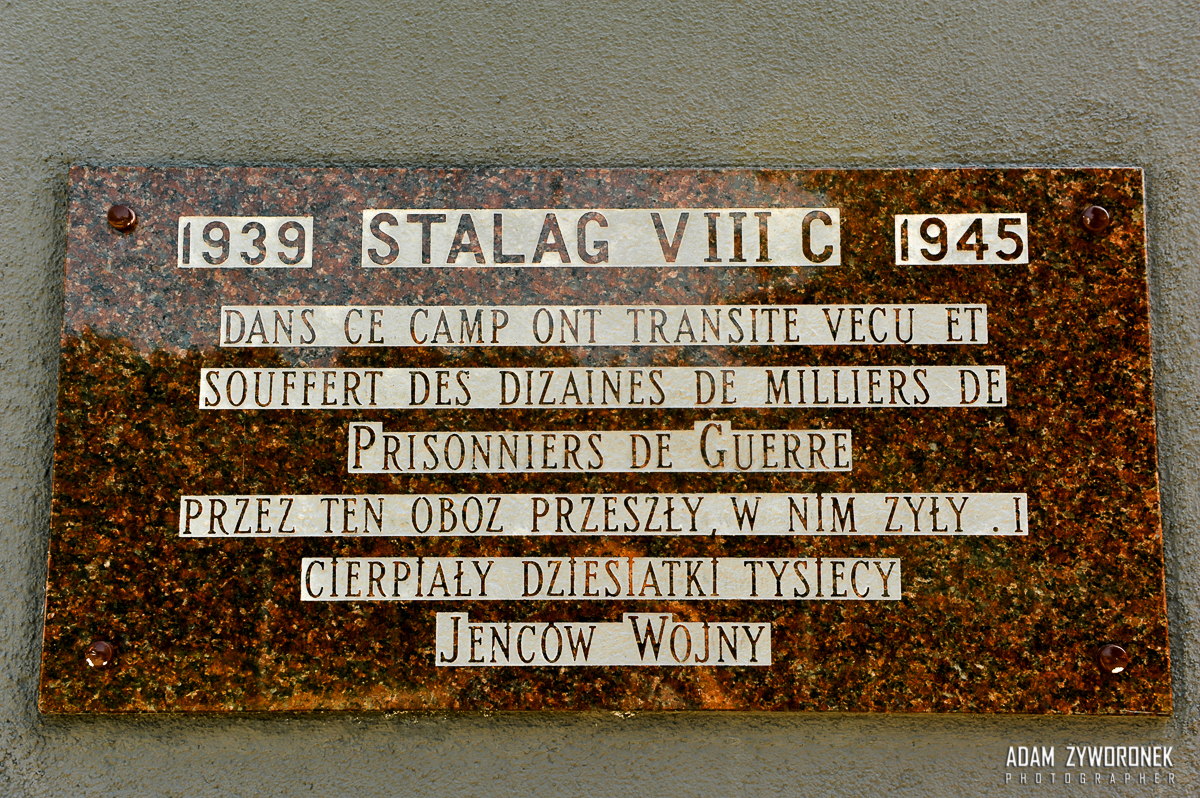 1939 STALAG VIII C 1945
DANS CE CAMP ONT TRANSITE VECU ET
SOUFFERT DES DIZAINES DE MILLIERS DE
PRISONNIERS DE GUERRE
PRZEZ TEN OBOZ PRZESZŁY, W NIM ZYŁY . I
CIERPIAŁY DZIESIATKI TYSIECY
JENCÓW WOJNY
ADAM ZYWORONEK
PHOTOGRAPHER